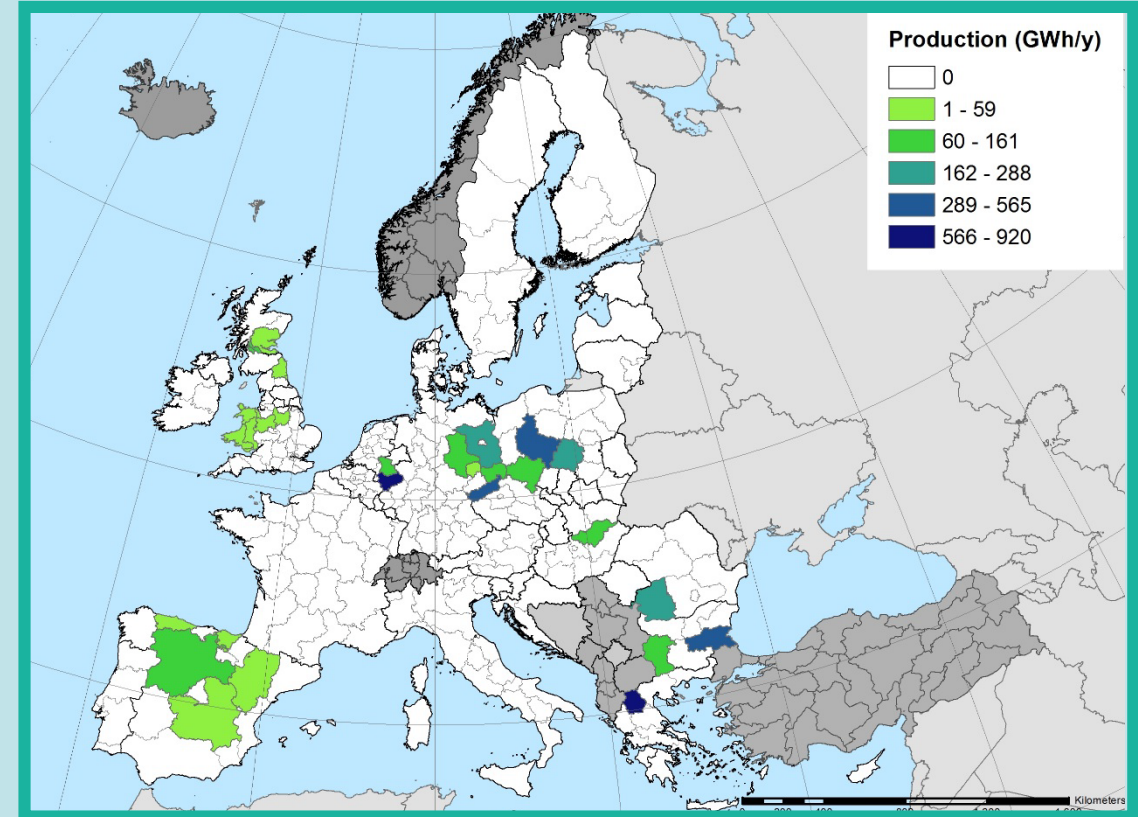 Production (GWh/y)
0
1 - 59
60 - 161
162 - 288
289 - 565
566 - 920
Kilometers